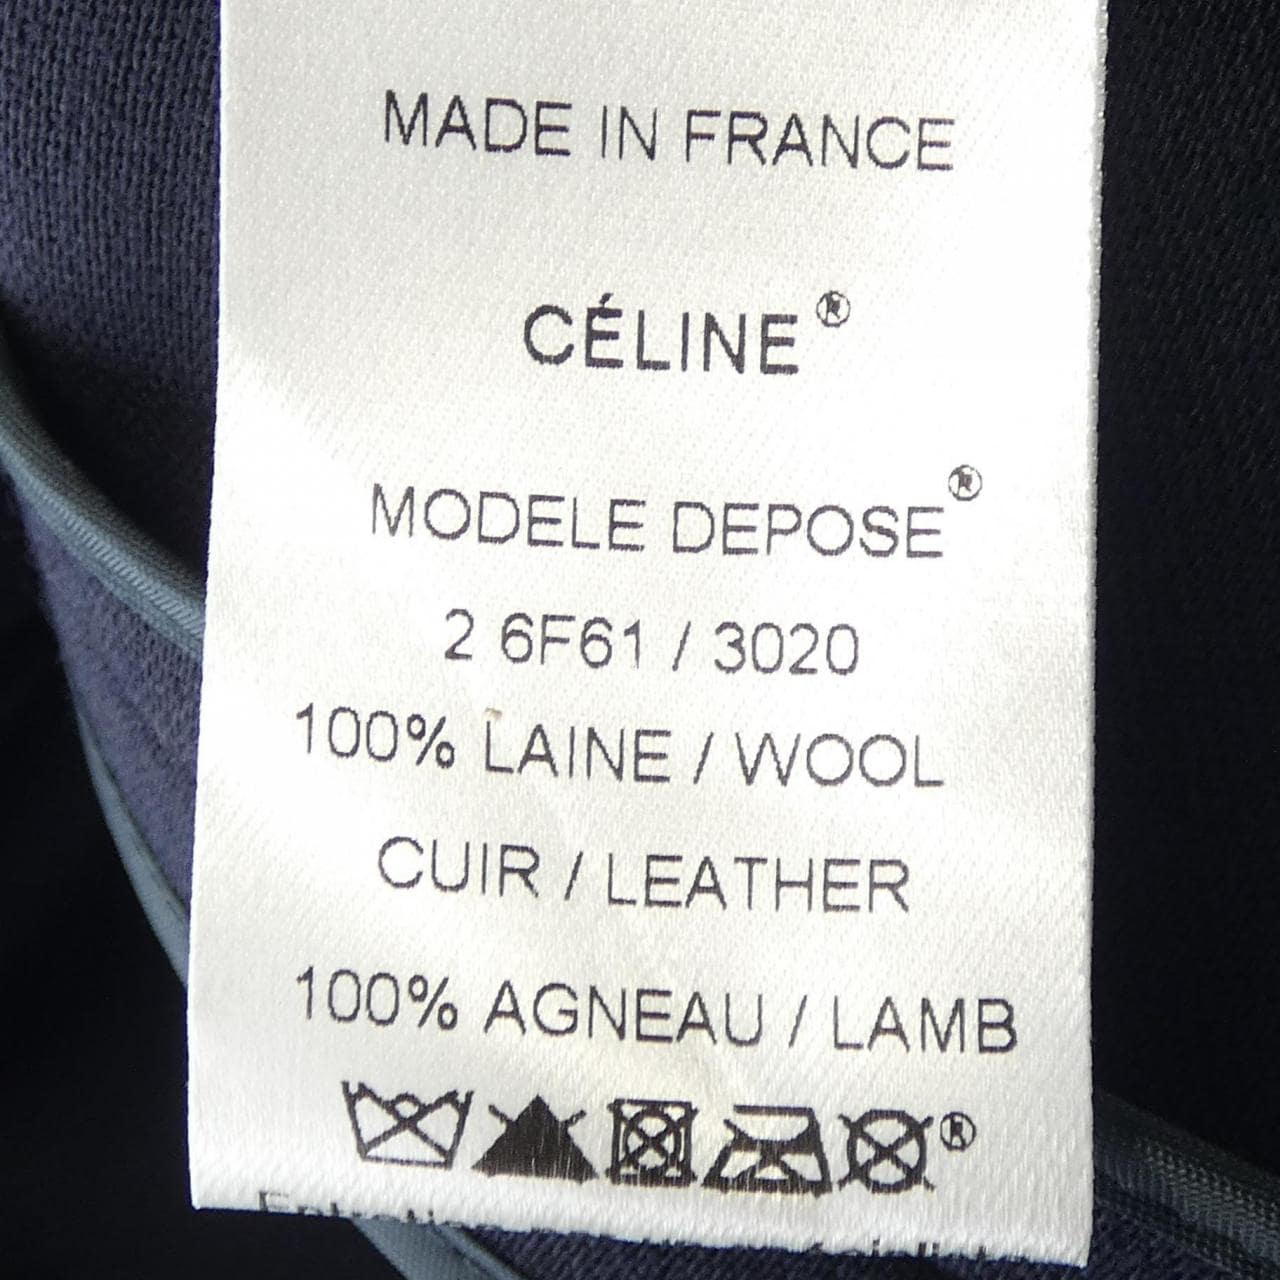 MADE IN FRANCE
CÉLINE®
MODELE DEPOSE®
2 6F61 / 3020
100% LAINE / WOOL
CUIR / LEATHER
100% AGNEAU / LAMB
®